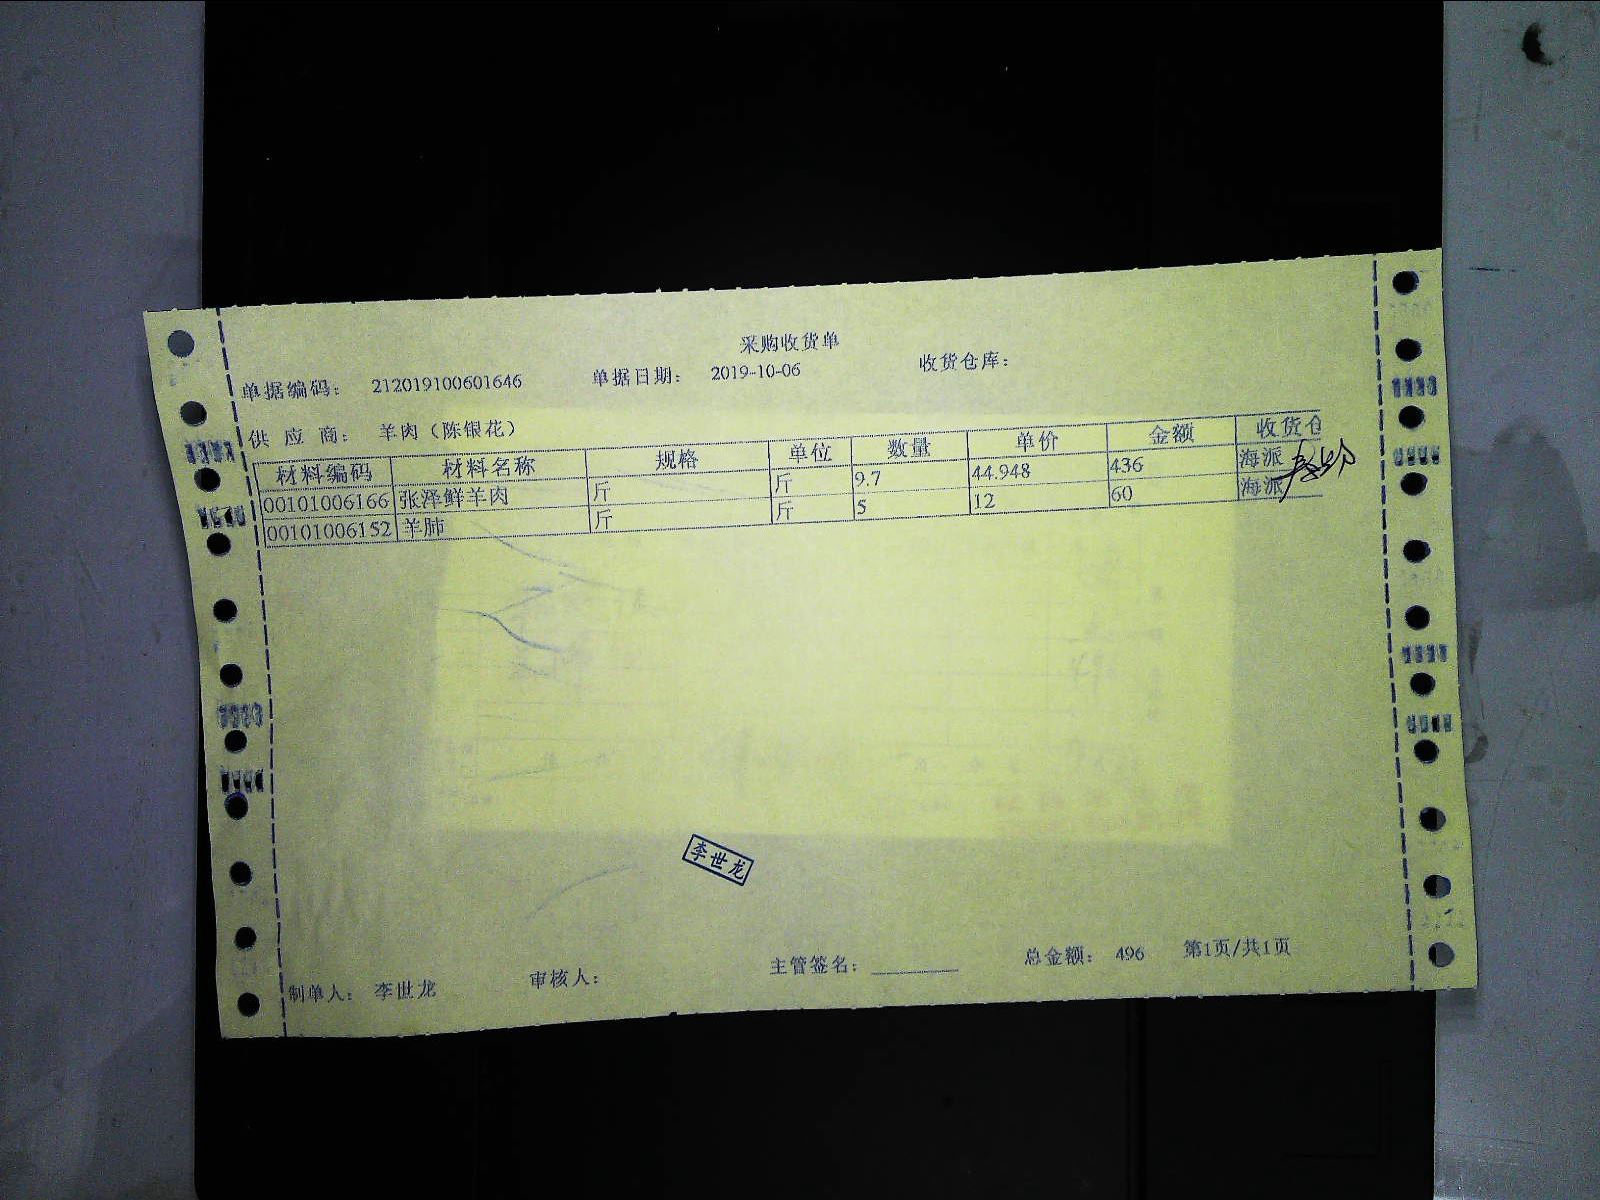 采购收货单
单据编码： 212019100601646 单据日期： 2019-10-06 收货仓库：
供 应 商： 羊肉（陈银花）
材料编码 材料名称 规格 单位 数量 单价 金额 收货仓
00101006166 张泽鲜羊肉 斤 斤 9.7 44.948 436 海派
00101006152 羊肺 斤 斤 5 12 60 海派
李世龙
制单人： 李世龙 审核人： 主管签名： 总金额： 496 第1页/共1页